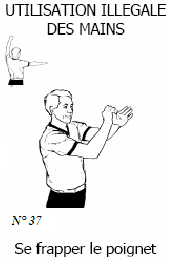 UTILISATION ILLEGALE
DES MAINS
N° 37
Se frapper le poignet